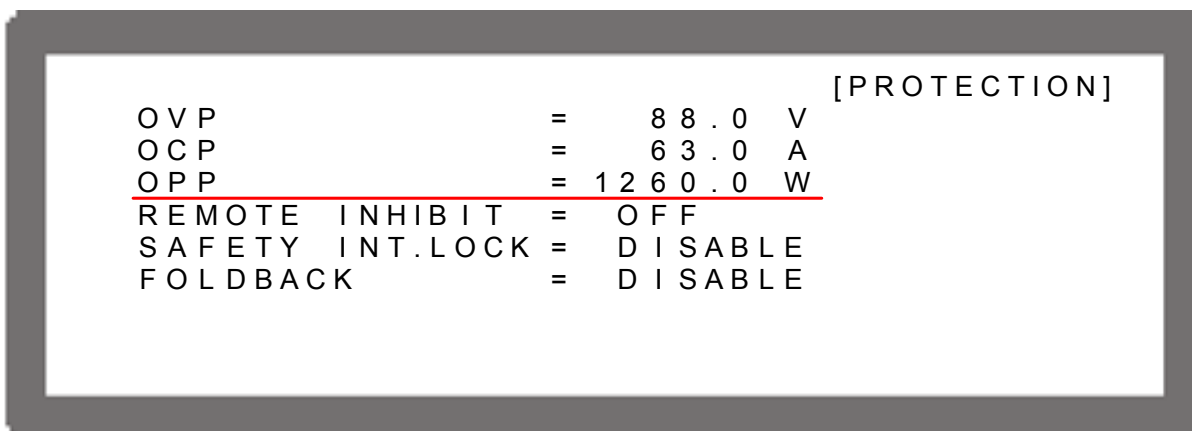 [PROTECTION]
OVP = 88.0 V
OCP = 63.0 A
OPP = 1260.0 W
REMOTE INHIBIT = OFF
SAFETY INT.LOCK = DISABLE
FOLDBACK = DISABLE